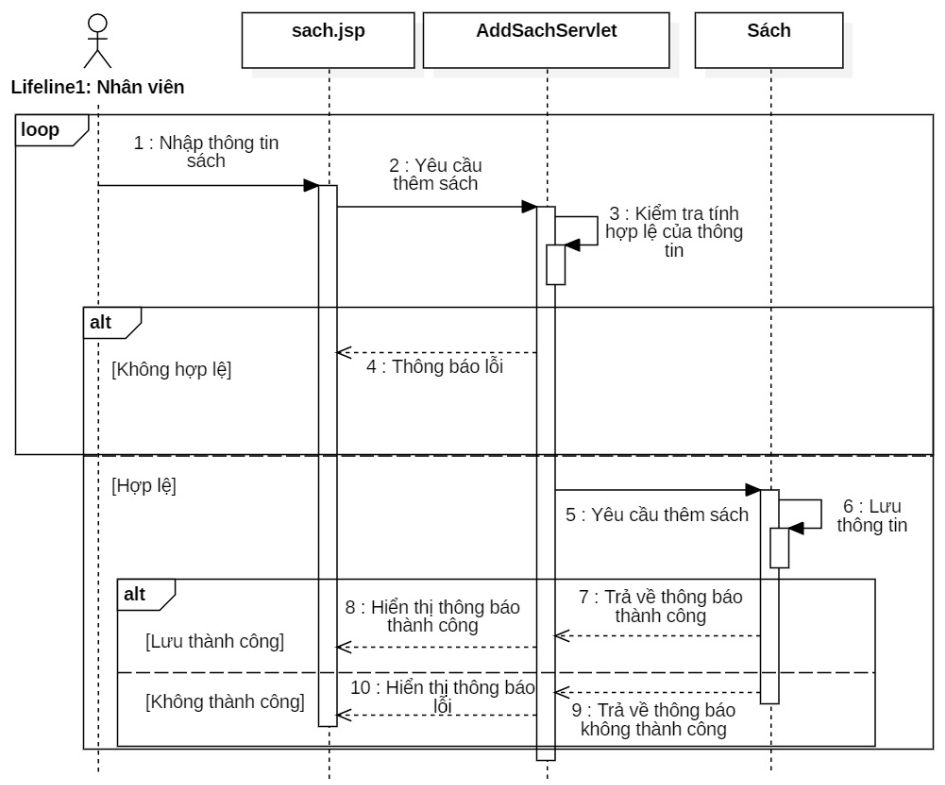 sach.jsp
AddSachServlet
Sách
Lifeline1: Nhân viên
loop
1 : Nhập thông tin
sách
2 : Yêu cầu
thêm sách
3 : Kiểm tra tính
hợp lệ của thông
tin
alt
4 : Thông báo lỗi
[Không hợp lệ]
[Hợp lệ]
5 : Yêu cầu thêm sách
6 : Lưu
thông tin
alt
7 : Trả về thông báo
thành công
8 : Hiển thị thông báo
thành công
[Lưu thành công]
10 : Hiển thị thông báo
lỗi
[Không thành công]
9 : Trả về thông báo
không thành công